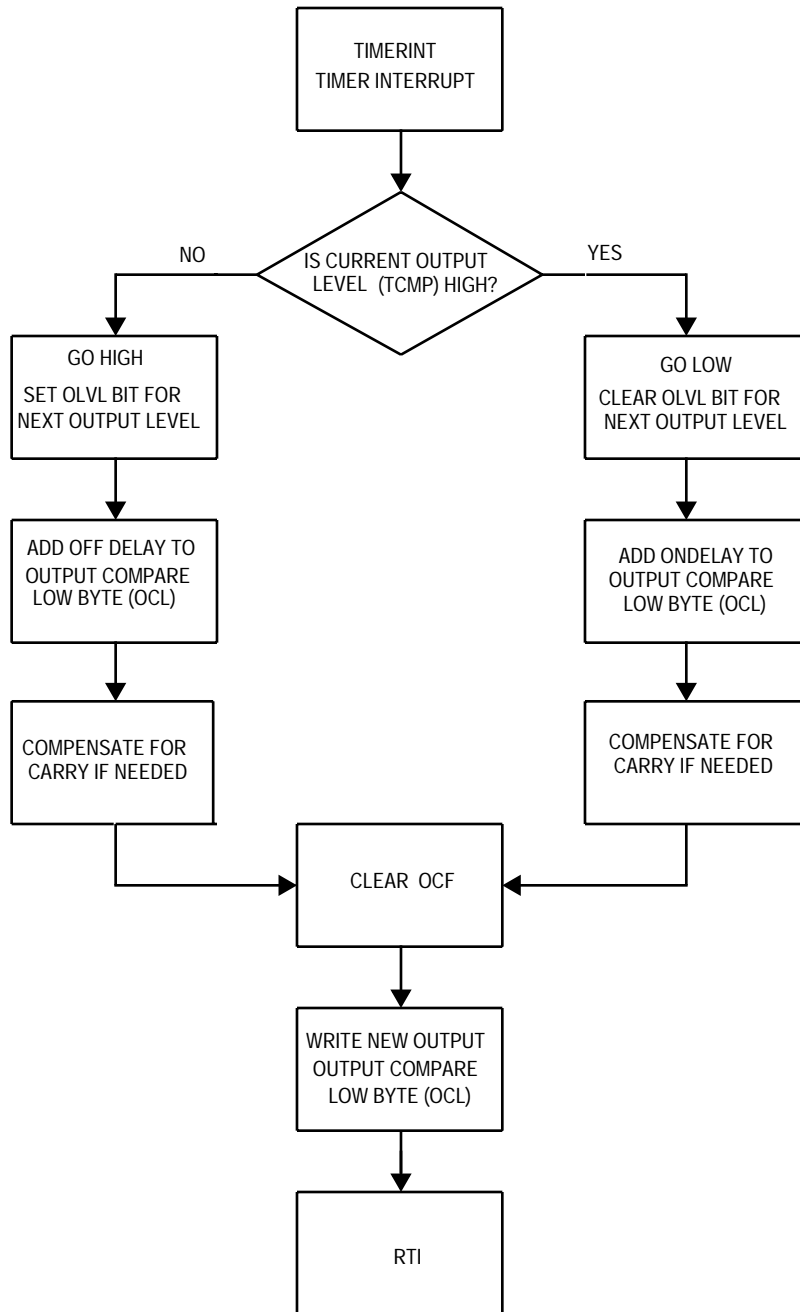 TIMERINT
TIMER INTERRUPT
IS CURRENT OUTPUT
LEVEL (TCMP) HIGH?
NO
YES
GO HIGH
SET OLVL BIT FOR
NEXT OUTPUT LEVEL
GO LOW
CLEAR OLVL BIT FOR
NEXT OUTPUT LEVEL
ADD OFF DELAY TO
OUTPUT COMPARE
LOW BYTE (OCL)
ADD ONDELAY TO
OUTPUT COMPARE
LOW BYTE (OCL)
COMPENSATE FOR
CARRY IF NEEDED
COMPENSATE FOR
CARRY IF NEEDED
CLEAR OCF
WRITE NEW OUTPUT
OUTPUT COMPARE
LOW BYTE (OCL)
RTI